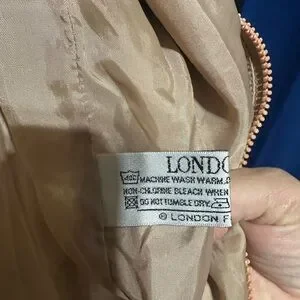 LONDO
MACHINE WASH WARM
NON-CHLORINE BLEACH WHEN
DO NOT TUMBLE DRY.
© LONDON F